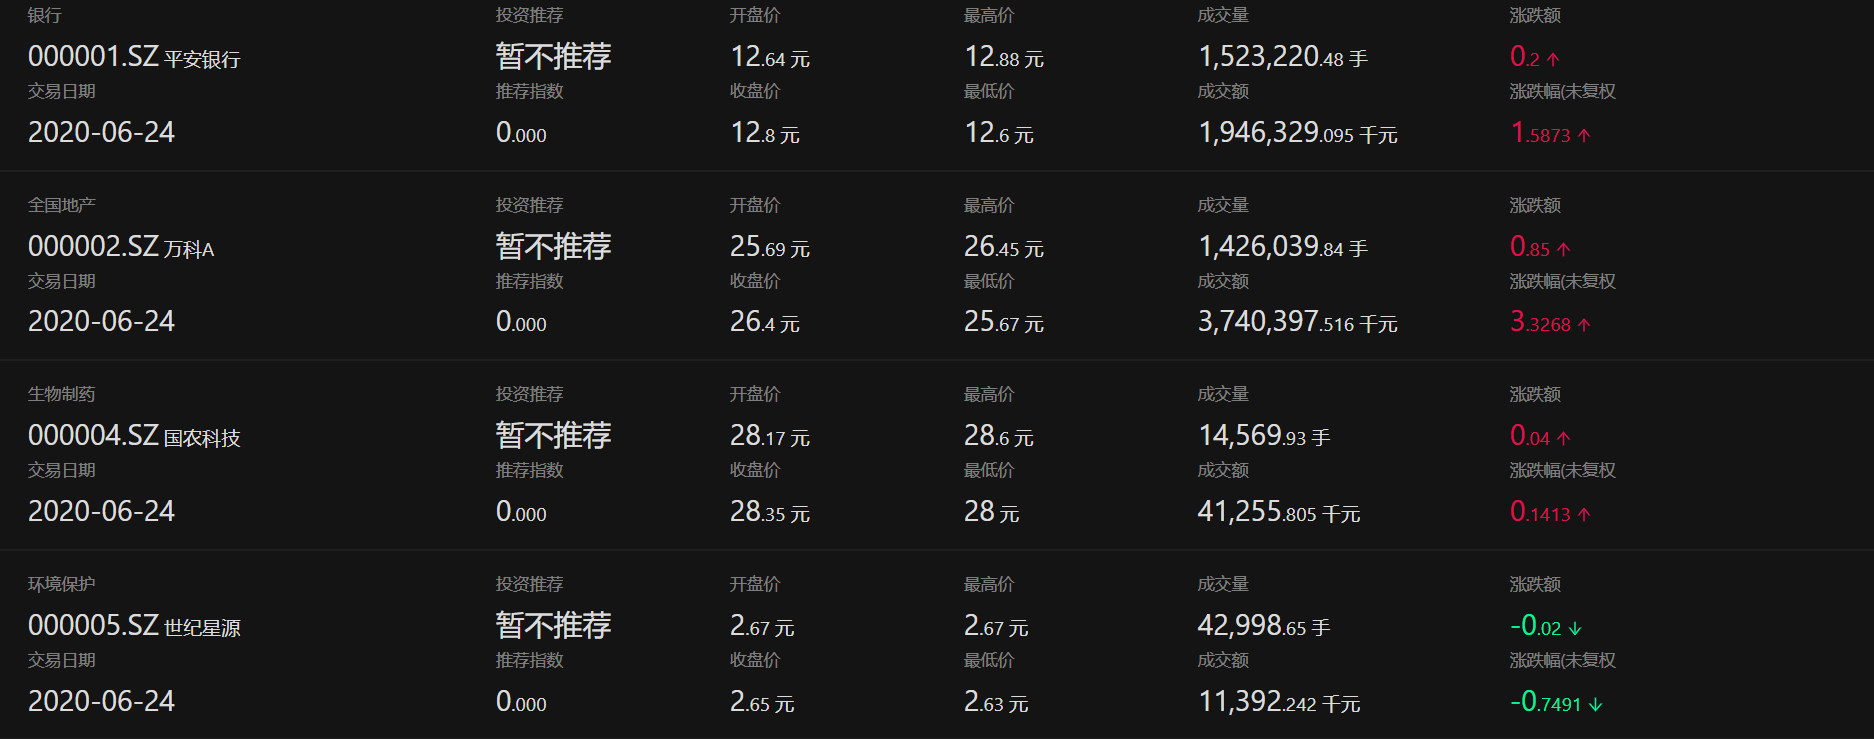 银行 投资推荐 开盘价 最高价 成交量 涨跌额
000001.SZ 平安银行 暂不推荐 12.64 元 12.88 元 1,523,220.48 手 0.2 ↑
交易日期 推荐指数 收盘价 最低价 成交额 涨跌幅(未复权
2020-06-24 0.000 12.8 元 12.6 元 1,946,329.095 千元 1.5873 ↑
全国地产 投资推荐 开盘价 最高价 成交量 涨跌额
000002.SZ 万科A 暂不推荐 25.69 元 26.45 元 1,426,039.84 手 0.85 ↑
交易日期 推荐指数 收盘价 最低价 成交额 涨跌幅(未复权
2020-06-24 0.000 26.4 元 25.67 元 3,740,397.516 千元 3.3268 ↑
生物制药 投资推荐 开盘价 最高价 成交量 涨跌额
000004.SZ 国农科技 暂不推荐 28.17 元 28.6 元 14,569.93 手 0.04 ↑
交易日期 推荐指数 收盘价 最低价 成交额 涨跌幅(未复权
2020-06-24 0.000 28.35 元 28 元 41,255.805 千元 0.1413 ↑
环境保护 投资推荐 开盘价 最高价 成交量 涨跌额
000005.SZ 世纪星源 暂不推荐 2.67 元 2.67 元 42,998.65 手 -0.02 ↓
交易日期 推荐指数 收盘价 最低价 成交额 涨跌幅(未复权
2020-06-24 0.000 2.65 元 2.63 元 11,392.242 千元 -0.7491 ↓